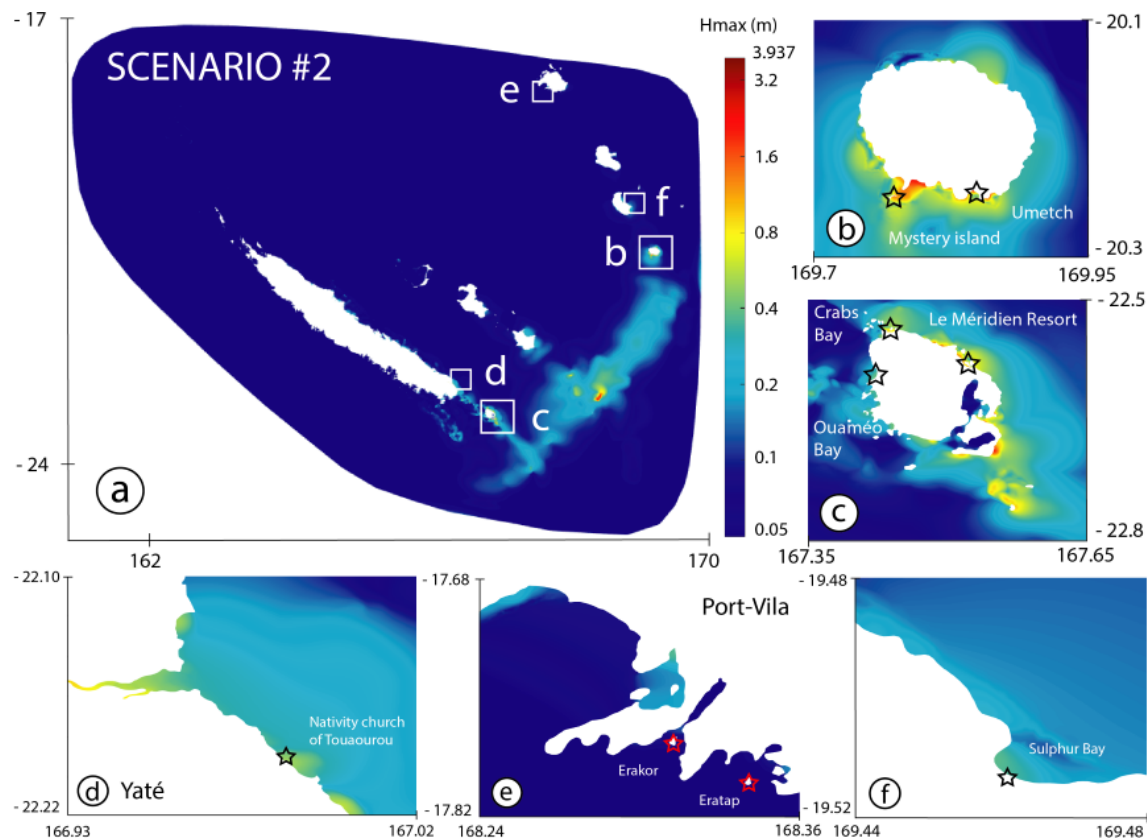 - 17
SCENARIO #2
e
f
b
d
c
- 24
a
162
170
Hmax (m)
3.937
3.2
1.6
0.8
0.4
0.2
0.1
0.05
- 20.1
Umetch
Mystery island
b
- 20.3
169.7
169.95
- 22.5
Crabs
Bay
Le Méridien Resort
Ouaméo
Bay
c
- 22.8
167.35
167.65
- 22.10
Nativity church
of Touaourou
d
Yaté
- 22.22
166.93
167.02
- 17.68
Port-Vila
Erakor
Eratap
e
- 17.82
168.24
168.36
- 19.48
Sulphur Bay
f
- 19.52
169.44
169.48